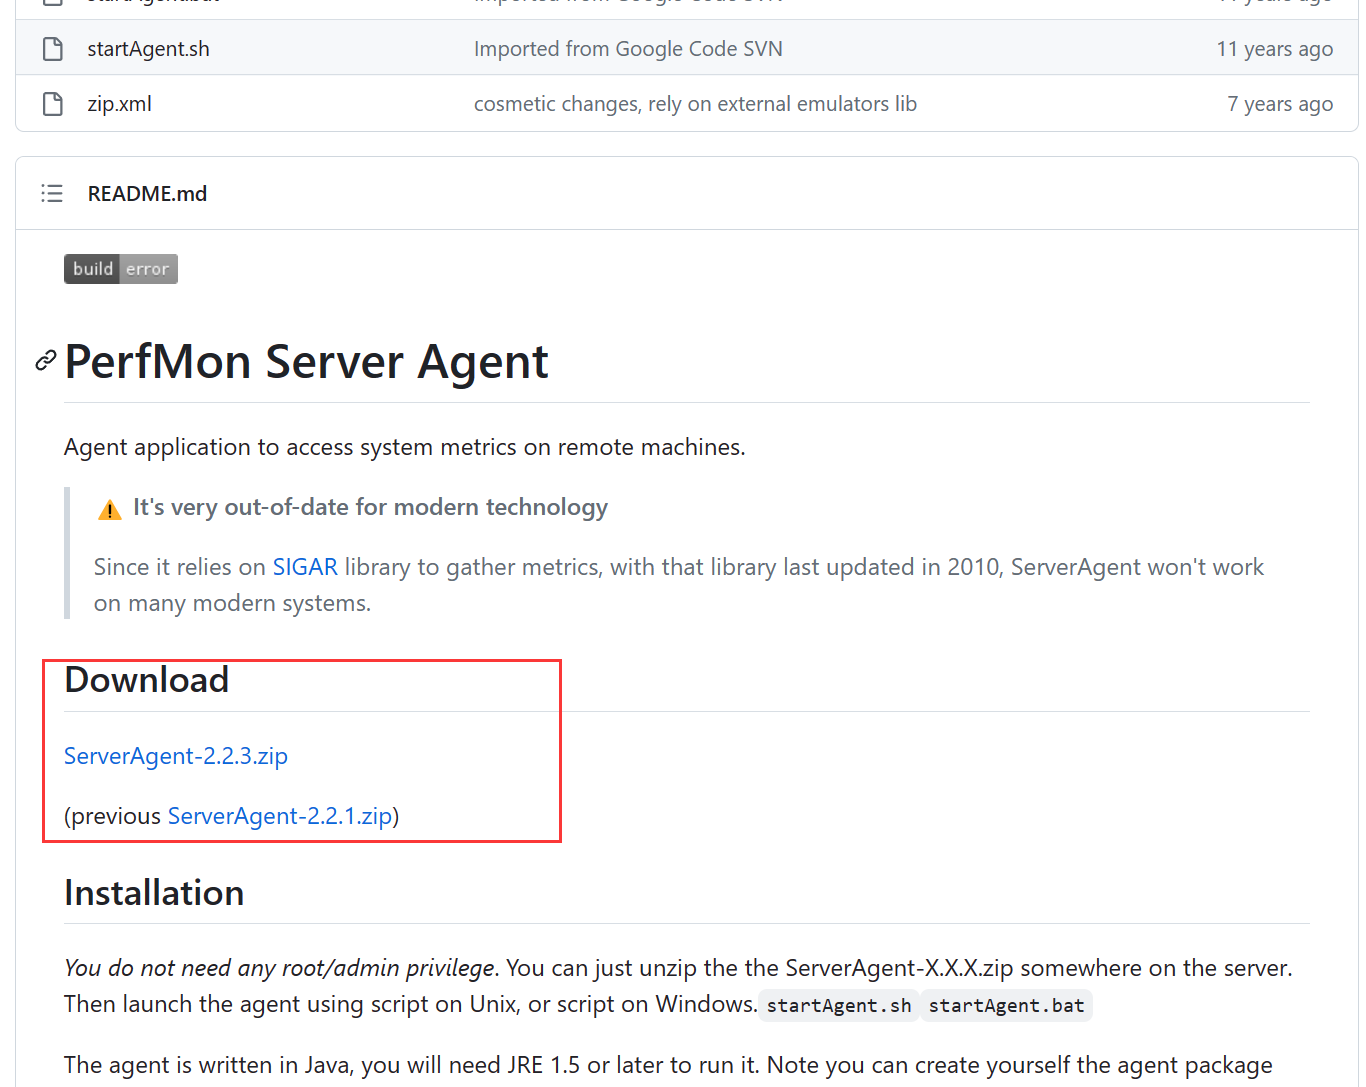 startAgent.sh Imported from Google Code SVN 11 years ago
zip.xml cosmetic changes, rely on external emulators lib 7 years ago
README.md
build error
PerfMon Server Agent
Agent application to access system metrics on remote machines.
It's very out-of-date for modern technology
Since it relies on SIGAR library to gather metrics, with that library last updated in 2010, ServerAgent won't work
on many modern systems.
Download
ServerAgent-2.2.3.zip
(previous ServerAgent-2.2.1.zip)
Installation
You do not need any root/admin privilege. You can just unzip the the ServerAgent-X.X.X.zip somewhere on the server.
Then launch the agent using script on Unix, or script on Windows. startAgent.sh startAgent.bat
The agent is written in Java, you will need JRE 1.5 or later to run it. Note you can create yourself the agent package